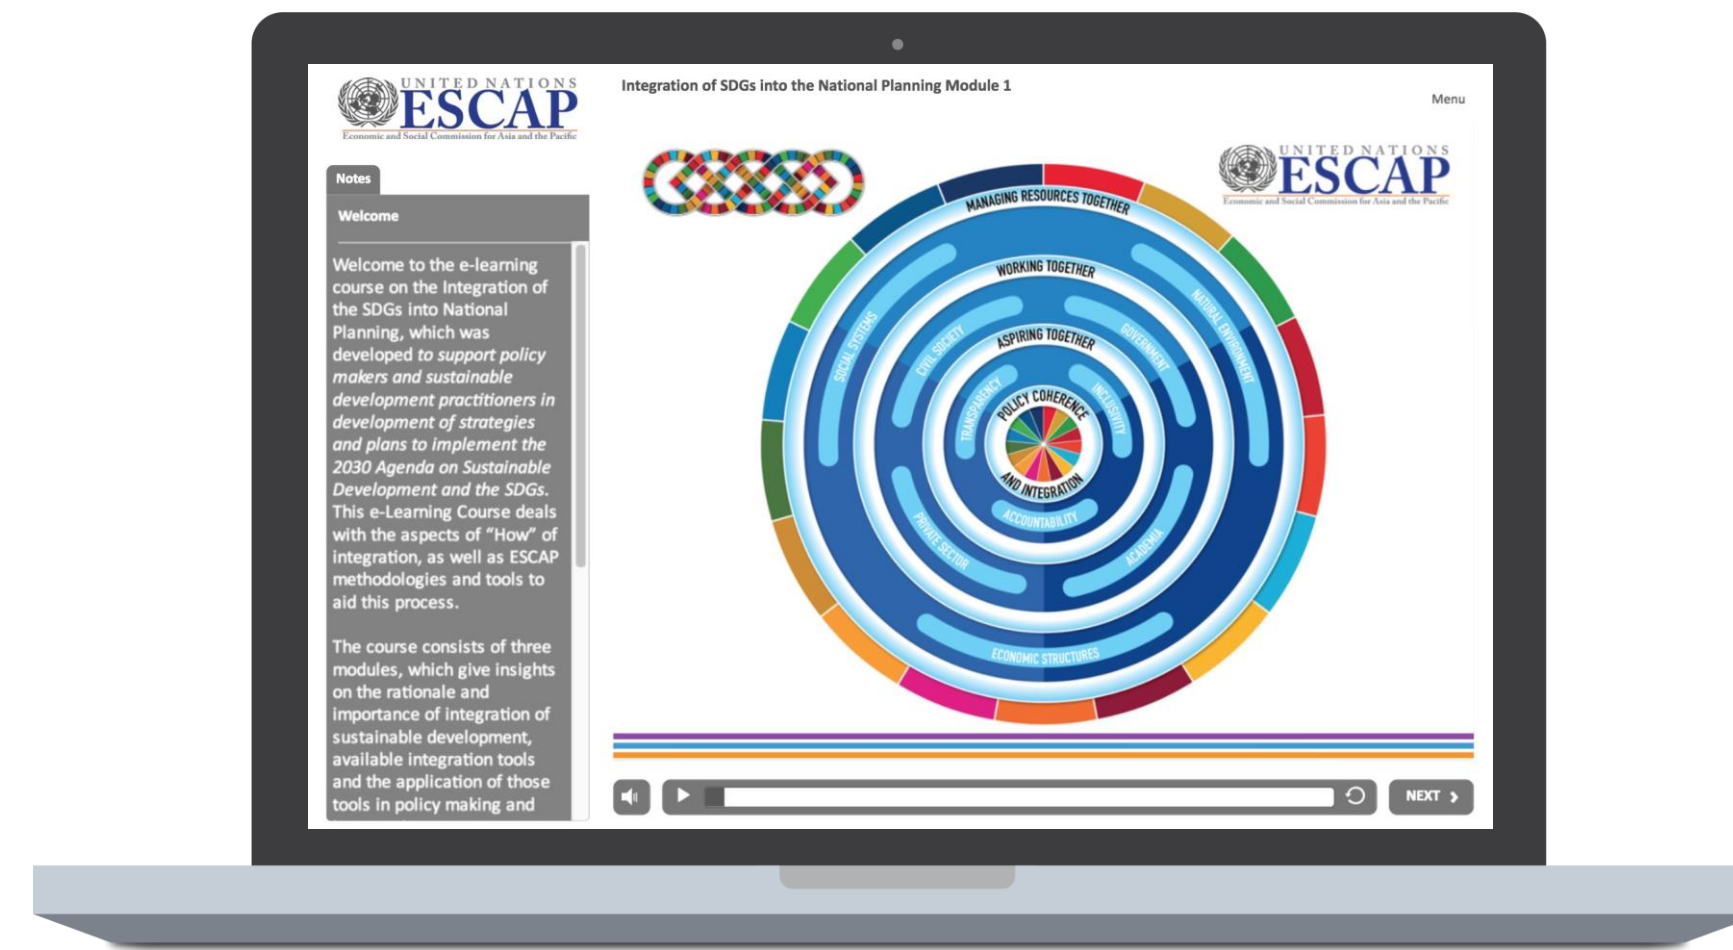 UNITED NATIONS
ESCAP
Economic and Social Commission for Asia and the Pacific
Integration of SDGs into the National Planning Module 1
Menu
Notes
Welcome
Welcome to the e-learning
course on the Integration of
the SDGs into National
Planning, which was
developed to support policy
makers and sustainable
development practitioners in
development of strategies
and plans to implement the
2030 Agenda on Sustainable
Development and the SDGs.
This e-Learning Course deals
with the aspects of “How” of
integration, as well as ESCAP
methodologies and tools to
aid this process.
The course consists of three
modules, which give insights
on the rationale and
importance of integration of
sustainable development,
available integration tools
and the application of those
tools in policy making and
UNITED NATIONS
ESCAP
Economic and Social Commission for Asia and the Pacific
MANAGING RESOURCES TOGETHER
SOCIAL SYSTEMS
NATURAL ENVIRONMENT
ECONOMIC STRUCTURES
WORKING TOGETHER
CIVIL SOCIETY
GOVERNMENT
PRIVATE SECTOR
ACADEMIA
ASPIRING TOGETHER
TRANSPARENCY
INCLUSIVITY
ACCOUNTABILITY
POLICY COHERENCE
AND INTEGRATION
NEXT